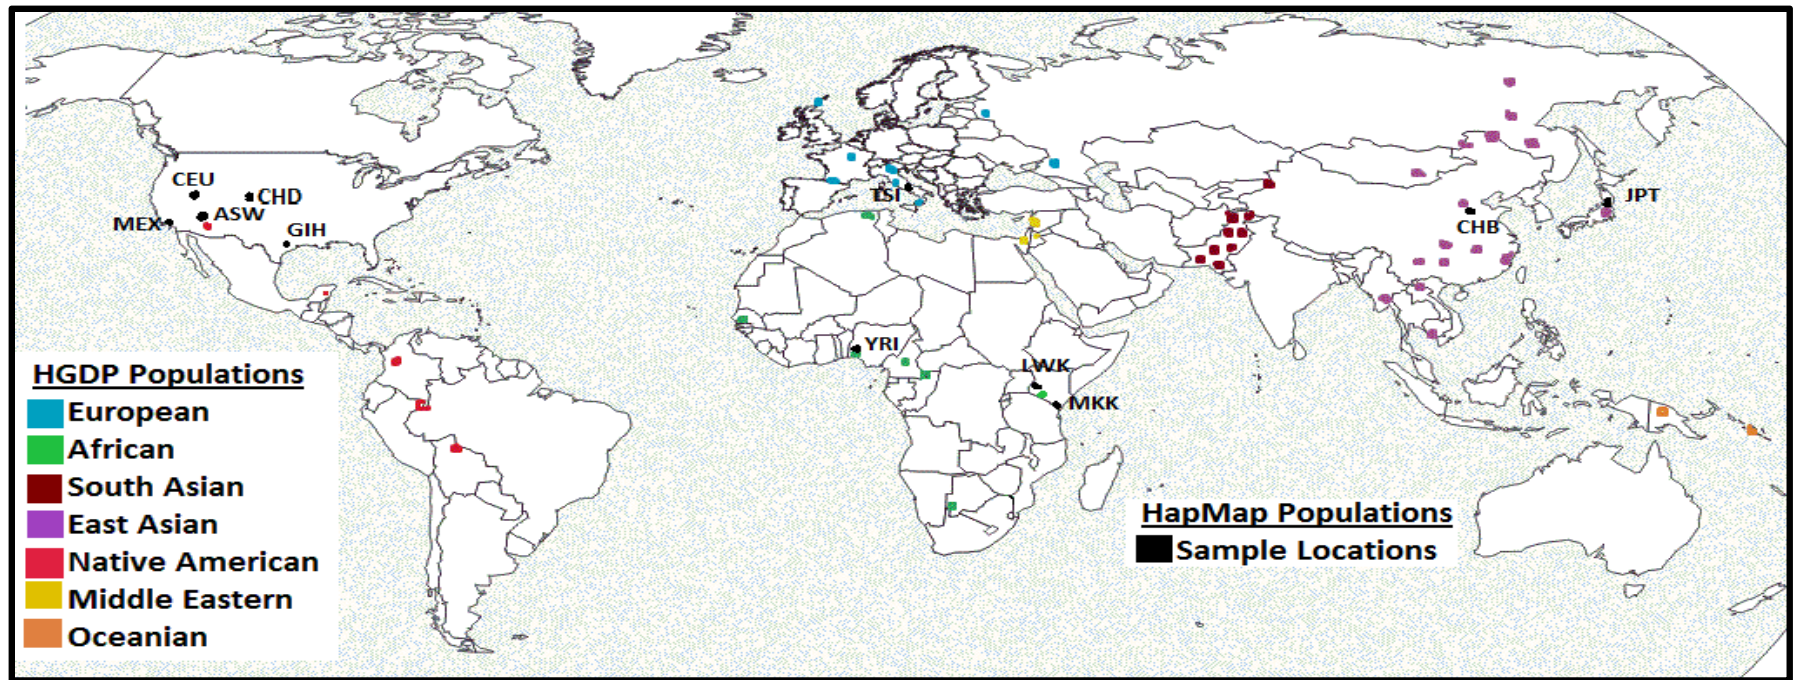 CEU
CHD
MEX
ASW
GIH
TSI
JPT
CHB
YRI
LWK
MKK
HGDP Populations
European
African
South Asian
East Asian
Native American
Middle Eastern
Oceanian
HapMap Populations
Sample Locations